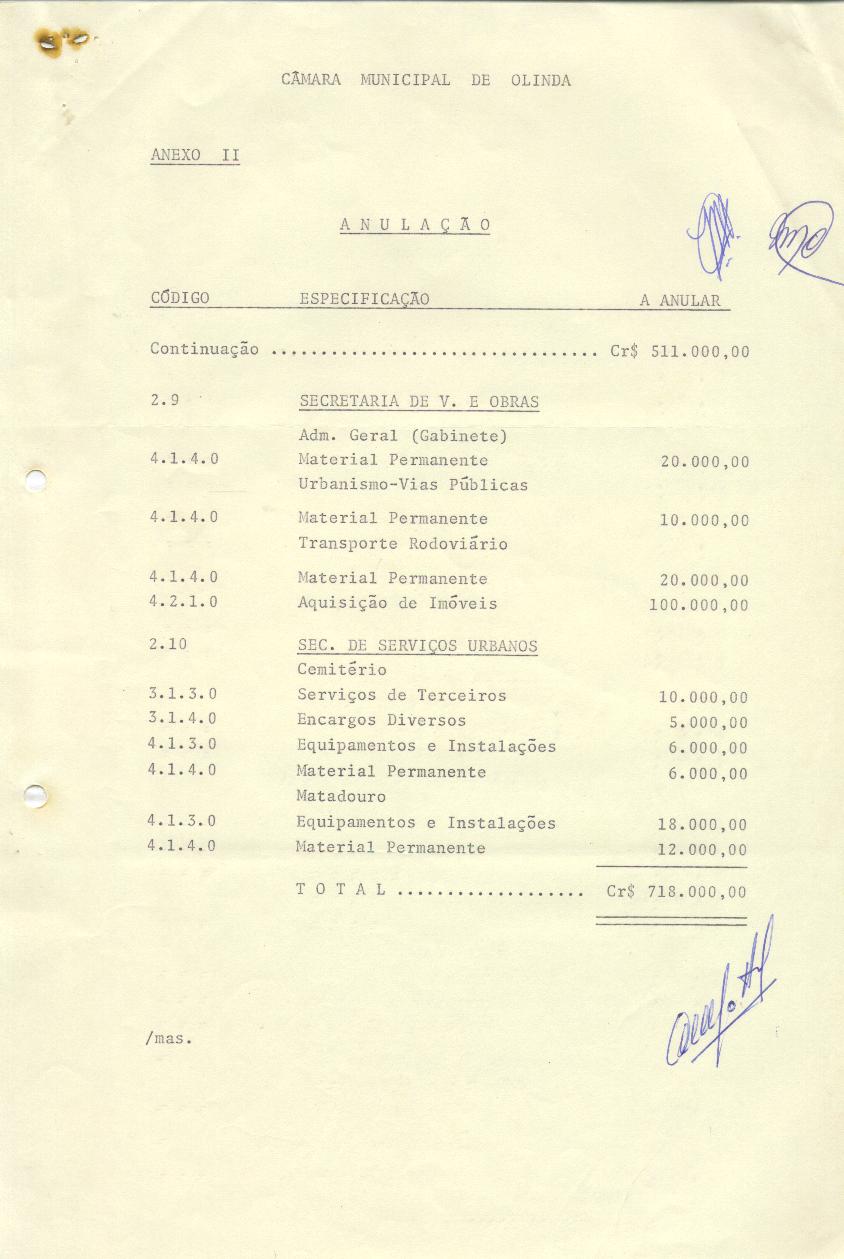 CÂMARA MUNICIPAL DE OLINDA
ANEXO II
A N U L A Ç Ã O
CÓDIGO ESPECIFICAÇÃO A ANULAR
Continuação ................................. Cr$ 511.000,00
2.9 SECRETARIA DE V. E OBRAS
Adm. Geral (Gabinete)
4.1.4.0 Material Permanente 20.000,00
Urbanismo-Vias Públicas
4.1.4.0 Material Permanente 10.000,00
Transporte Rodoviário
4.1.4.0 Material Permanente 20.000,00
4.2.1.0 Aquisição de Imóveis 100.000,00
2.10 SEC. DE SERVIÇOS URBANOS
Cemitério
3.1.3.0 Serviços de Terceiros 10.000,00
3.1.4.0 Encargos Diversos 5.000,00
4.1.3.0 Equipamentos e Instalações 6.000,00
4.1.4.0 Material Permanente 6.000,00
Matadouro
4.1.3.0 Equipamentos e Instalações 18.000,00
4.1.4.0 Material Permanente 12.000,00
T O T A L ................... Cr$ 718.000,00
/mas.